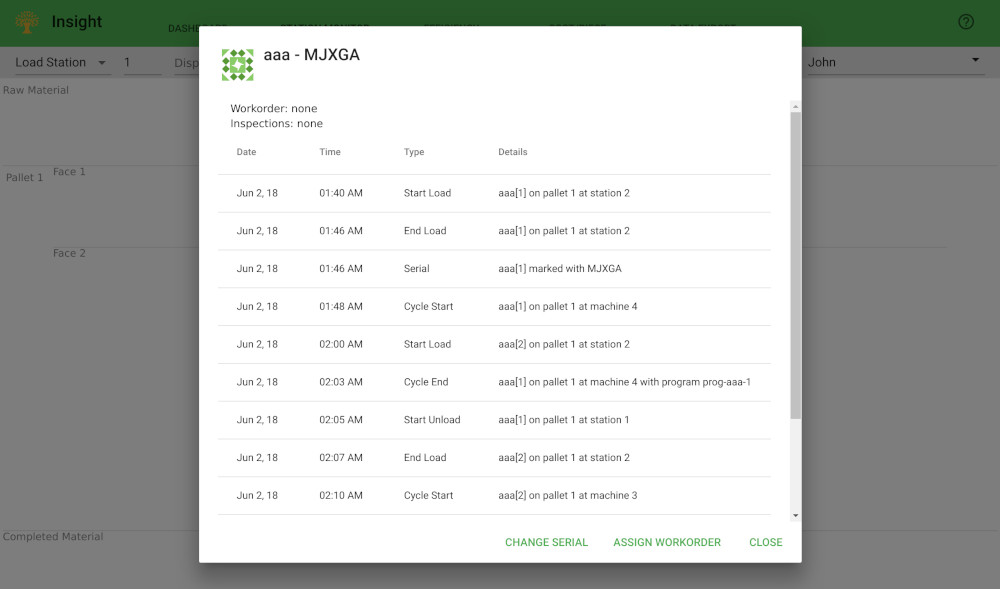 Insight
Load Station 1
John
Raw Material
Pallet 1
Face 1
Face 2
Completed Material
aaa - MJXGA
Workorder: none
Inspections: none
Date Time Type Details
Jun 2, 18 01:40 AM Start Load aaa[1] on pallet 1 at station 2
Jun 2, 18 01:46 AM End Load aaa[1] on pallet 1 at station 2
Jun 2, 18 01:46 AM Serial aaa[1] marked with MJXGA
Jun 2, 18 01:48 AM Cycle Start aaa[1] on pallet 1 at machine 4
Jun 2, 18 02:00 AM Start Load aaa[2] on pallet 1 at station 2
Jun 2, 18 02:03 AM Cycle End aaa[1] on pallet 1 at machine 4 with program prog-aaa-1
Jun 2, 18 02:05 AM Start Unload aaa[1] on pallet 1 at station 1
Jun 2, 18 02:07 AM End Load aaa[2] on pallet 1 at station 2
Jun 2, 18 02:10 AM Cycle Start aaa[2] on pallet 1 at machine 3
CHANGE SERIAL ASSIGN WORKORDER CLOSE